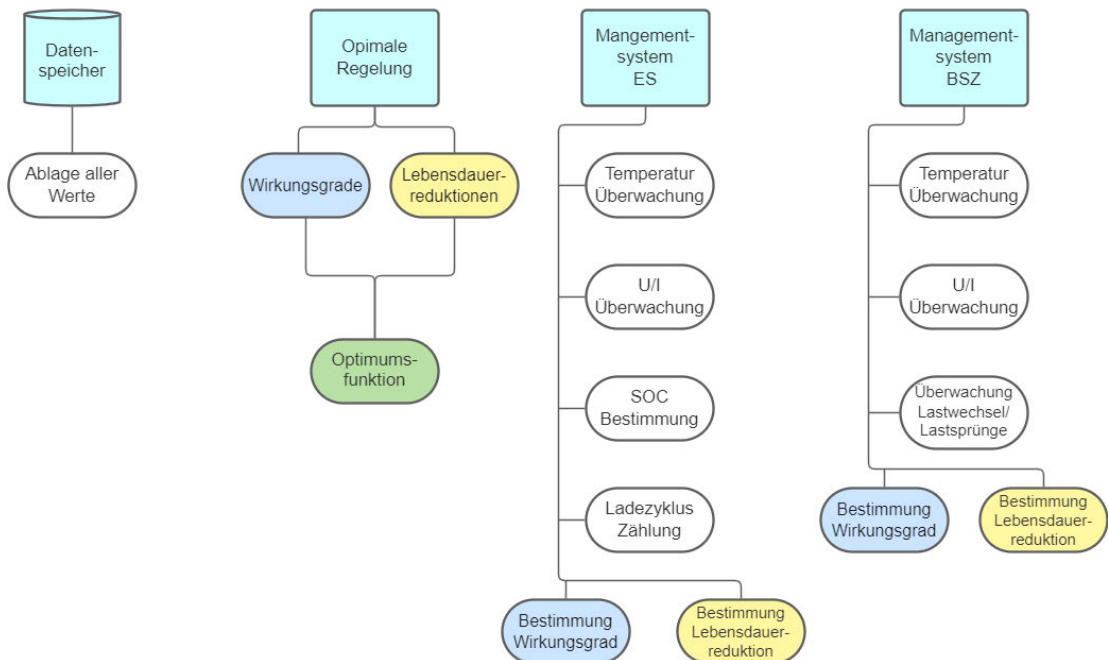 Daten-
speicher
Ablage aller
Werte
Opimale
Regelung
Wirkungsgrade
Lebensdauer-
reduktionen
Optimums-
funktion
Mangement-
system
ES
Temperatur
Überwachung
U/I
Überwachung
SOC
Bestimmung
Ladezyklus
Zählung
Bestimmung
Wirkungsgrad
Bestimmung
Lebensdauer-
reduktion
Management-
system
BSZ
Temperatur
Überwachung
U/I
Überwachung
Überwachung
Lastwechsel/
Lastsprünge
Bestimmung
Wirkungsgrad
Bestimmung
Lebensdauer-
reduktion